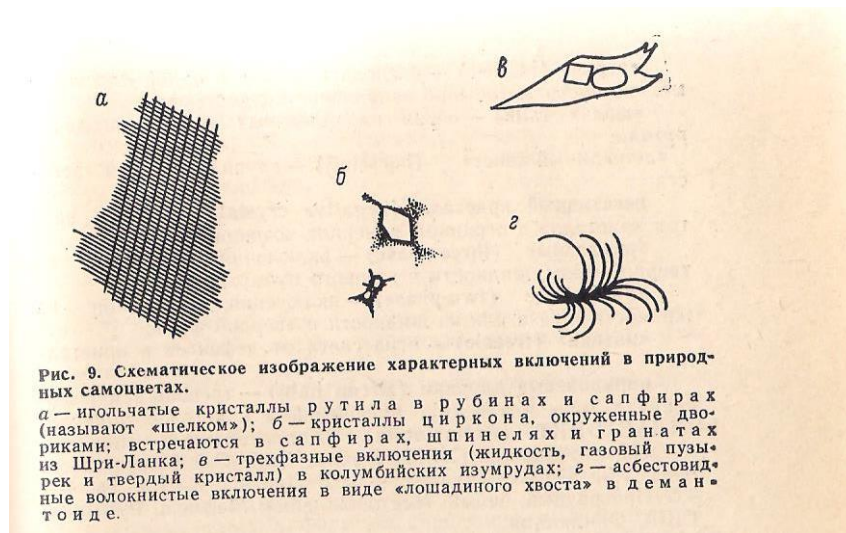 в
а
б
г
Рис. 9. Схематическое изображение характерных включений в природ-
ных самоцветах.
а — игольчатые кристаллы рутила в рубинах и сапфирах
(называют «шелком»); б — кристаллы циркона, окруженные дво-
риками; встречаются в сапфирах, шпинелях и гранатах
из Шри-Ланка; в — трехфазные включения (жидкость, газовый пузы-
рек и твердый кристалл) в колумбийских изумрудах; г — асбестовид-
ные волокнистые включения в виде «лошадиного хвоста» в деман-
тоиде.